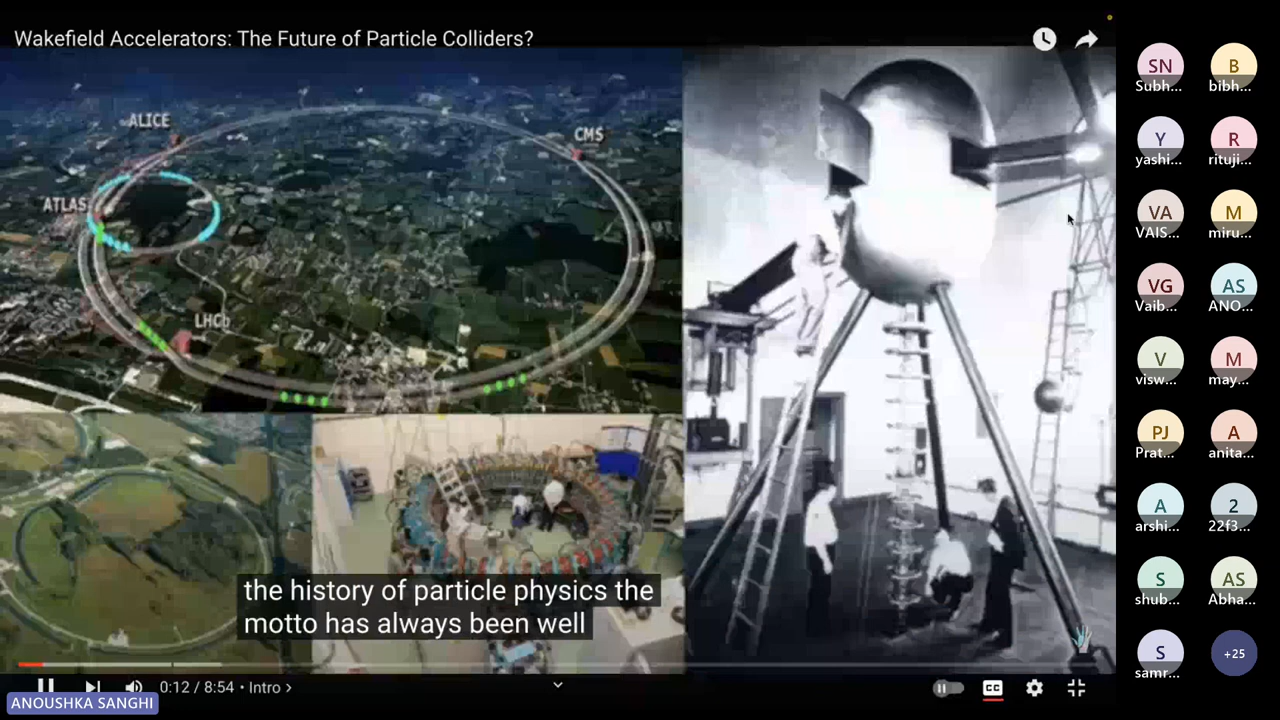 Wakefield Accelerators: The Future of Particle Colliders?
ALICE
CMS
ATLAS
LHCb
the history of particle physics the
motto has always been well
0:12 / 8:54 • Intro
CC
ANOUSHKA SANGHI
SN
Subh...
B
bibh...
Y
yashi...
R
rituji...
VA
VAIS...
M
miru...
VG
Vaib...
AS
ANO...
V
visw...
M
may...
PJ
Prat...
A
anita...
A
arshi...
2
22f3...
S
shub...
AS
Abha...
S
samr...
+25